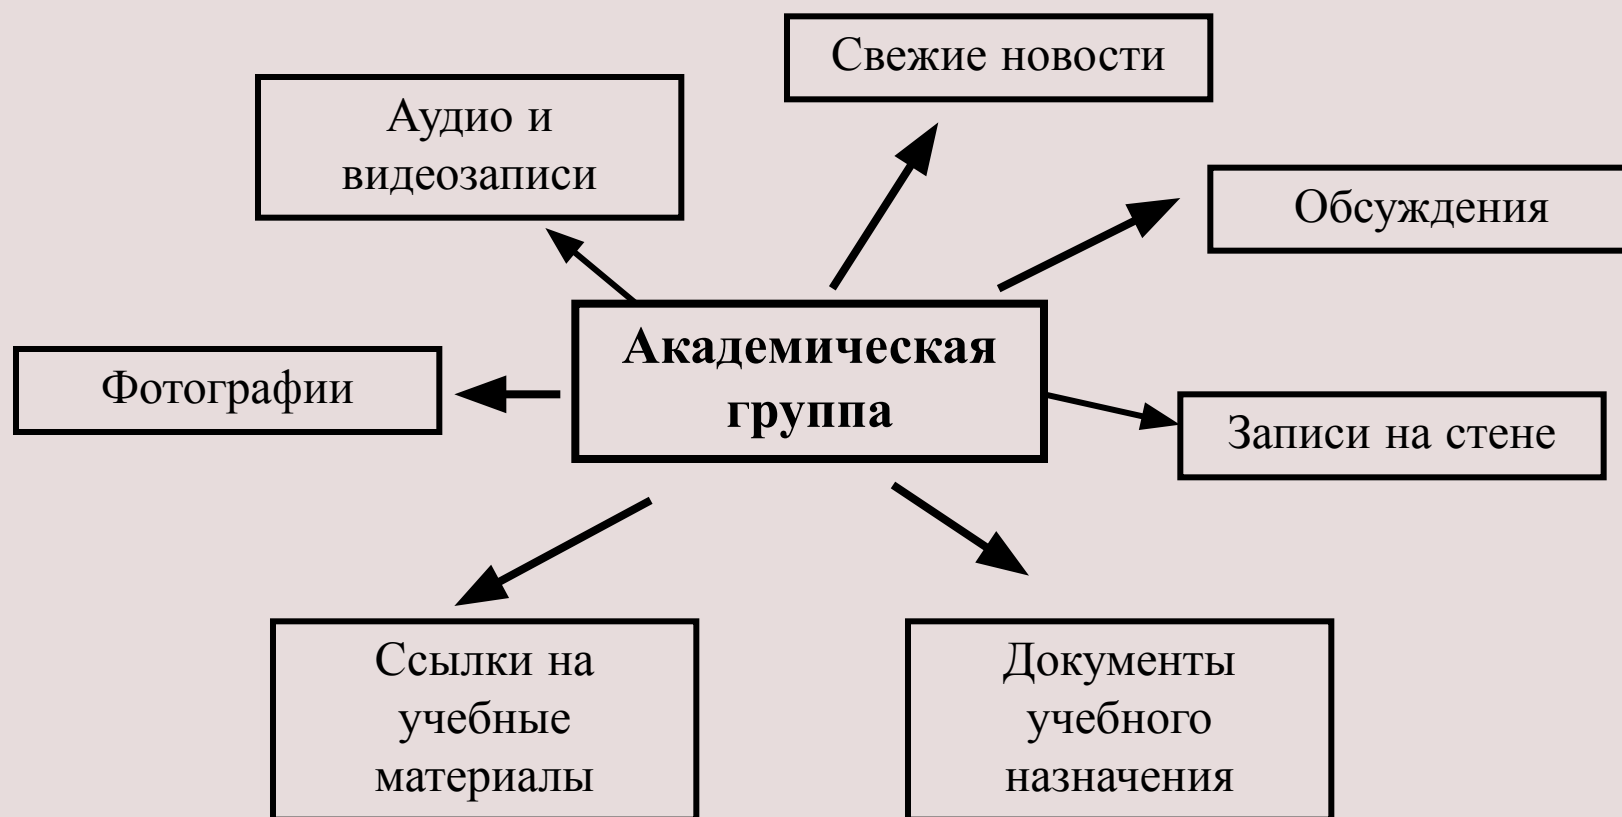 Свежие новости
Аудио и
видеозаписи
Обсуждения
Академическая
группа
Фотографии
Записи на стене
Ссылки на
учебные
материалы
Документы
учебного
назначения